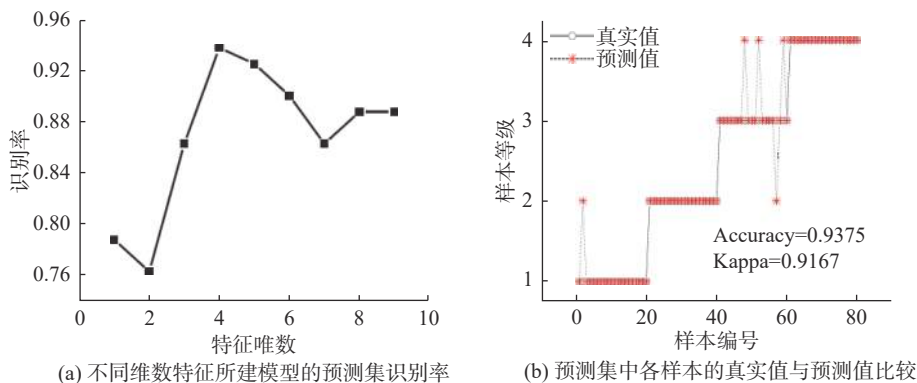 0.96
0.92
0.88
0.84
0.80
0.76
识别率
0 2 4 6 8 10
特征唯数
(a) 不同维数特征所建模型的预测集识别率
4
3
2
1
样本等级
真实值
预测值
Accuracy=0.9375
Kappa=0.9167
0 20 40 60 80
样本编号
(b) 预测集中各样本的真实值与预测值比较